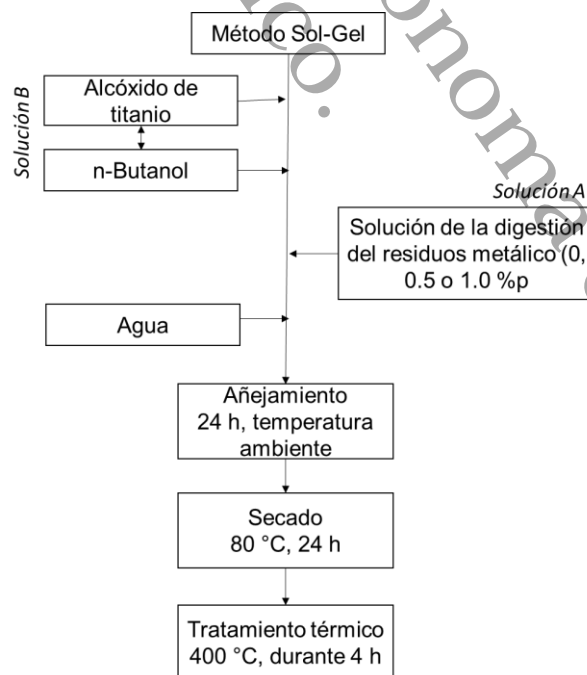 Método Sol-Gel
Solución B
Alcóxido de
titanio
n-Butanol
Solución A
Solución de la digestión
del residuos metálico (0,
0.5 o 1.0 %p
Agua
Añejamiento
24 h, temperatura
ambiente
Secado
80 °C, 24 h
Tratamiento térmico
400 °C, durante 4 h